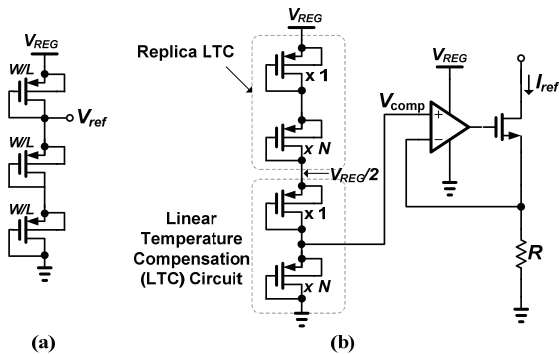 V_REG
W/L
V_ref
W/L
W/L
(a)
V_REG
Replica LTC
x 1
x N
V_REG/2
x 1
Linear
Temperature
Compensation
(LTC) Circuit
x N
V_comp
V_REG
+
−
I_ref
R
(b)